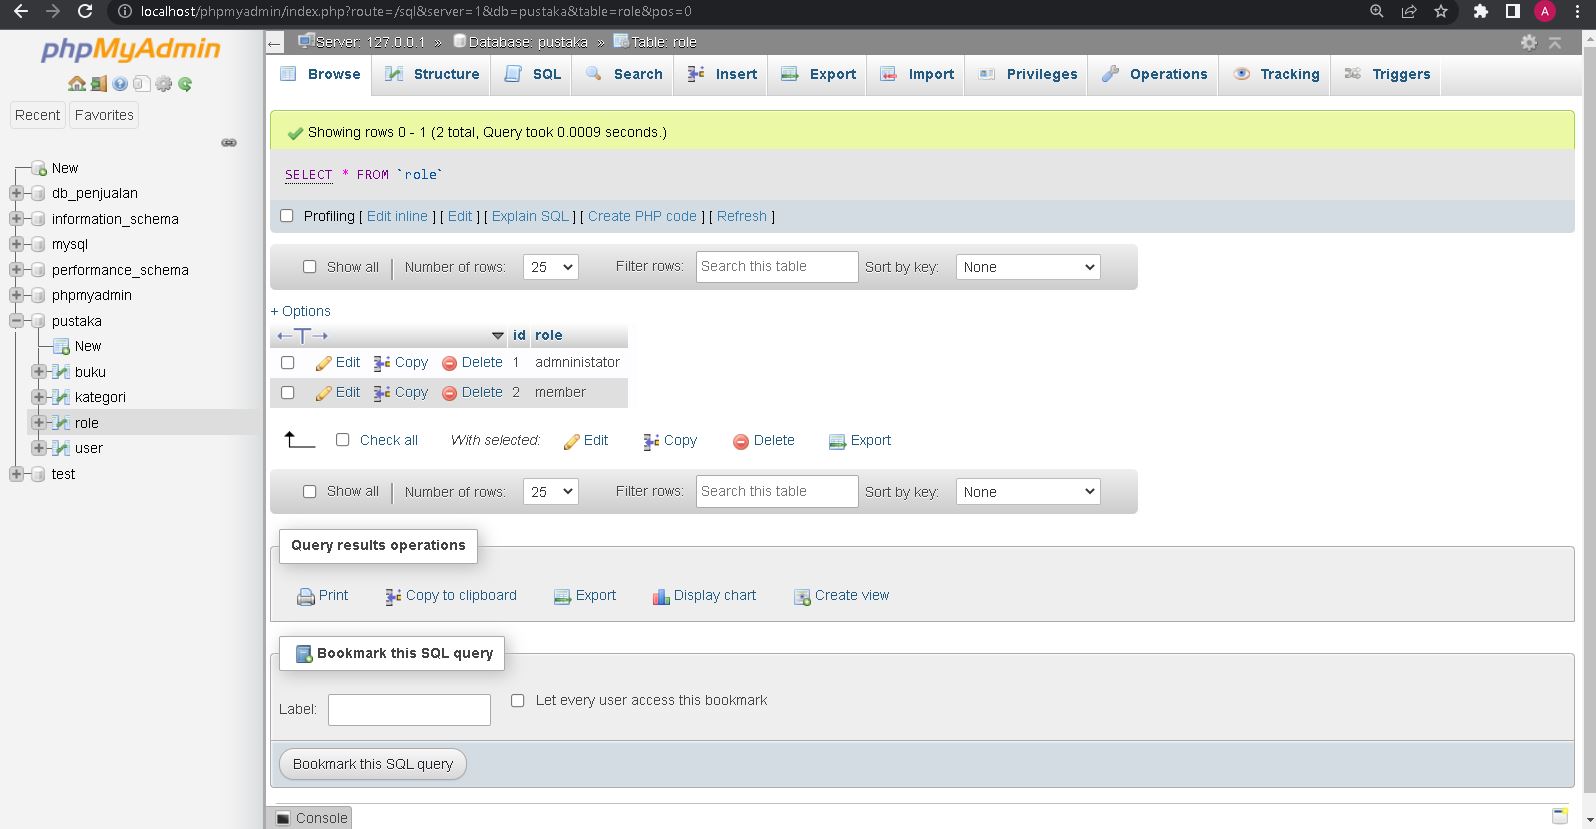 localhost/phpmyadmin/index.php?route=/sql&server=1&db=pustaka&table=role&pos=0
A
phpMyAdmin
Recent Favorites
New
db_penjualan
information_schema
mysql
performance_schema
phpmyadmin
pustaka
New
buku
kategori
role
user
test
Server: 127.0.0.1 » Database: pustaka » Table: role
Browse Structure SQL Search Insert Export Import Privileges Operations Tracking Triggers
Showing rows 0 - 1 (2 total, Query took 0.0009 seconds.)
SELECT * FROM `role`
Profiling [ Edit inline ] [ Edit ] [ Explain SQL ] [ Create PHP code ] [ Refresh ]
Show all Number of rows: 25 Filter rows: Search this table Sort by key: None
+ Options
id role
Edit Copy Delete 1 admninistator
Edit Copy Delete 2 member
Check all With selected: Edit Copy Delete Export
Show all Number of rows: 25 Filter rows: Search this table Sort by key: None
Query results operations
Print Copy to clipboard Export Display chart Create view
Bookmark this SQL query
Label: Let every user access this bookmark
Bookmark this SQL query
Console